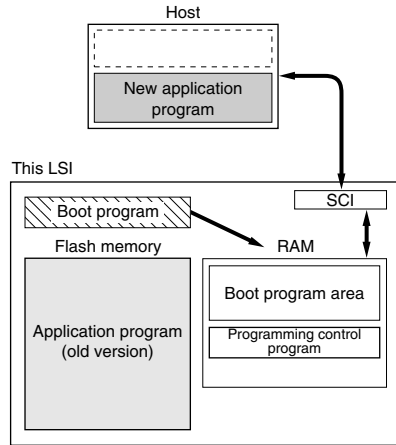 Host
New application
program
This LSI
SCI
Boot program
Flash memory
RAM
Application program
(old version)
Boot program area
Programming control
program